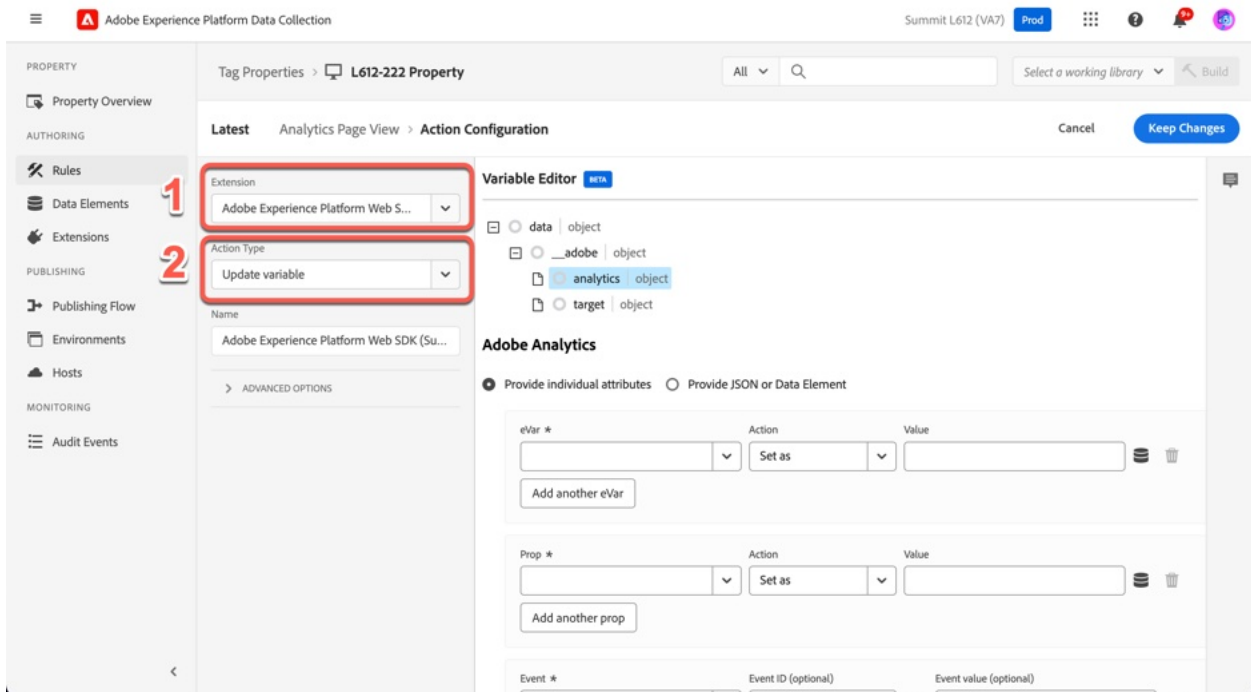 Adobe Experience Platform Data Collection
Summit L612 (VA7) Prod 9+
PROPERTY
Property Overview
AUTHORING
Rules
Data Elements
Extensions
PUBLISHING
Publishing Flow
Environments
Hosts
MONITORING
Audit Events
Tag Properties > L612-222 Property
All
Select a working library
Build
Latest Analytics Page View > Action Configuration
Cancel
Keep Changes
1
Extension
Adobe Experience Platform Web S...
2
Action Type
Update variable
Name
Adobe Experience Platform Web SDK (Su...
ADVANCED OPTIONS
Variable Editor BETA
data object
__adobe object
analytics object
target object
Adobe Analytics
Provide individual attributes Provide JSON or Data Element
eVar * Action Value
Set as
Add another eVar
Prop * Action Value
Set as
Add another prop
Event * Event ID (optional) Event value (optional)